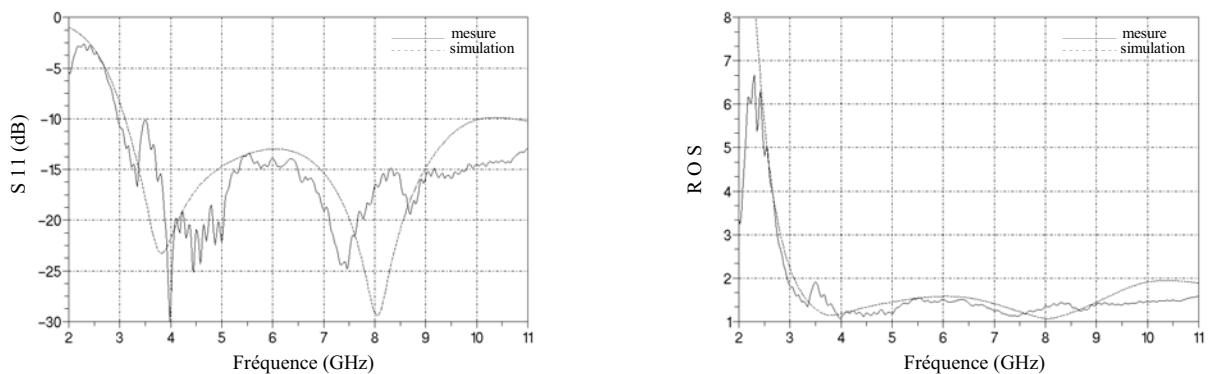 0
-5
-10
-15
-20
-25
-30
S 11 (dB)
mesure
simulation
2 3 4 5 6 7 8 9 10 11
Fréquence (GHz)
8
7
6
5
4
3
2
1
R O S
mesure
simulation
2 3 4 5 6 7 8 9 10 11
Fréquence (GHz)